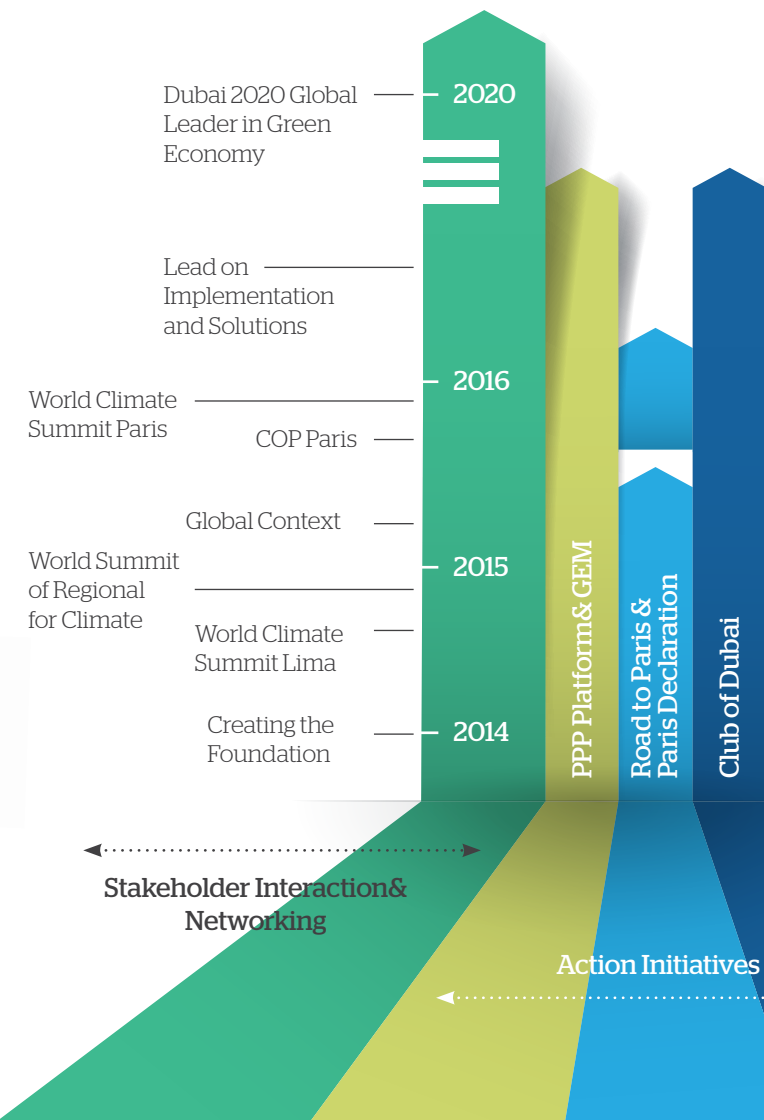 Dubai 2020 Global
Leader in Green
Economy
2020
Lead on
Implementation
and Solutions
2016
World Climate
Summit Paris
COP Paris
Global Context
World Summit
of Regional
for Climate
2015
World Climate
Summit Lima
Creating the
Foundation
2014
PPP Platform& GEM
Road to Paris &
Paris Declaration
Club of Dubai
Stakeholder Interaction&
Networking
Action Initiatives